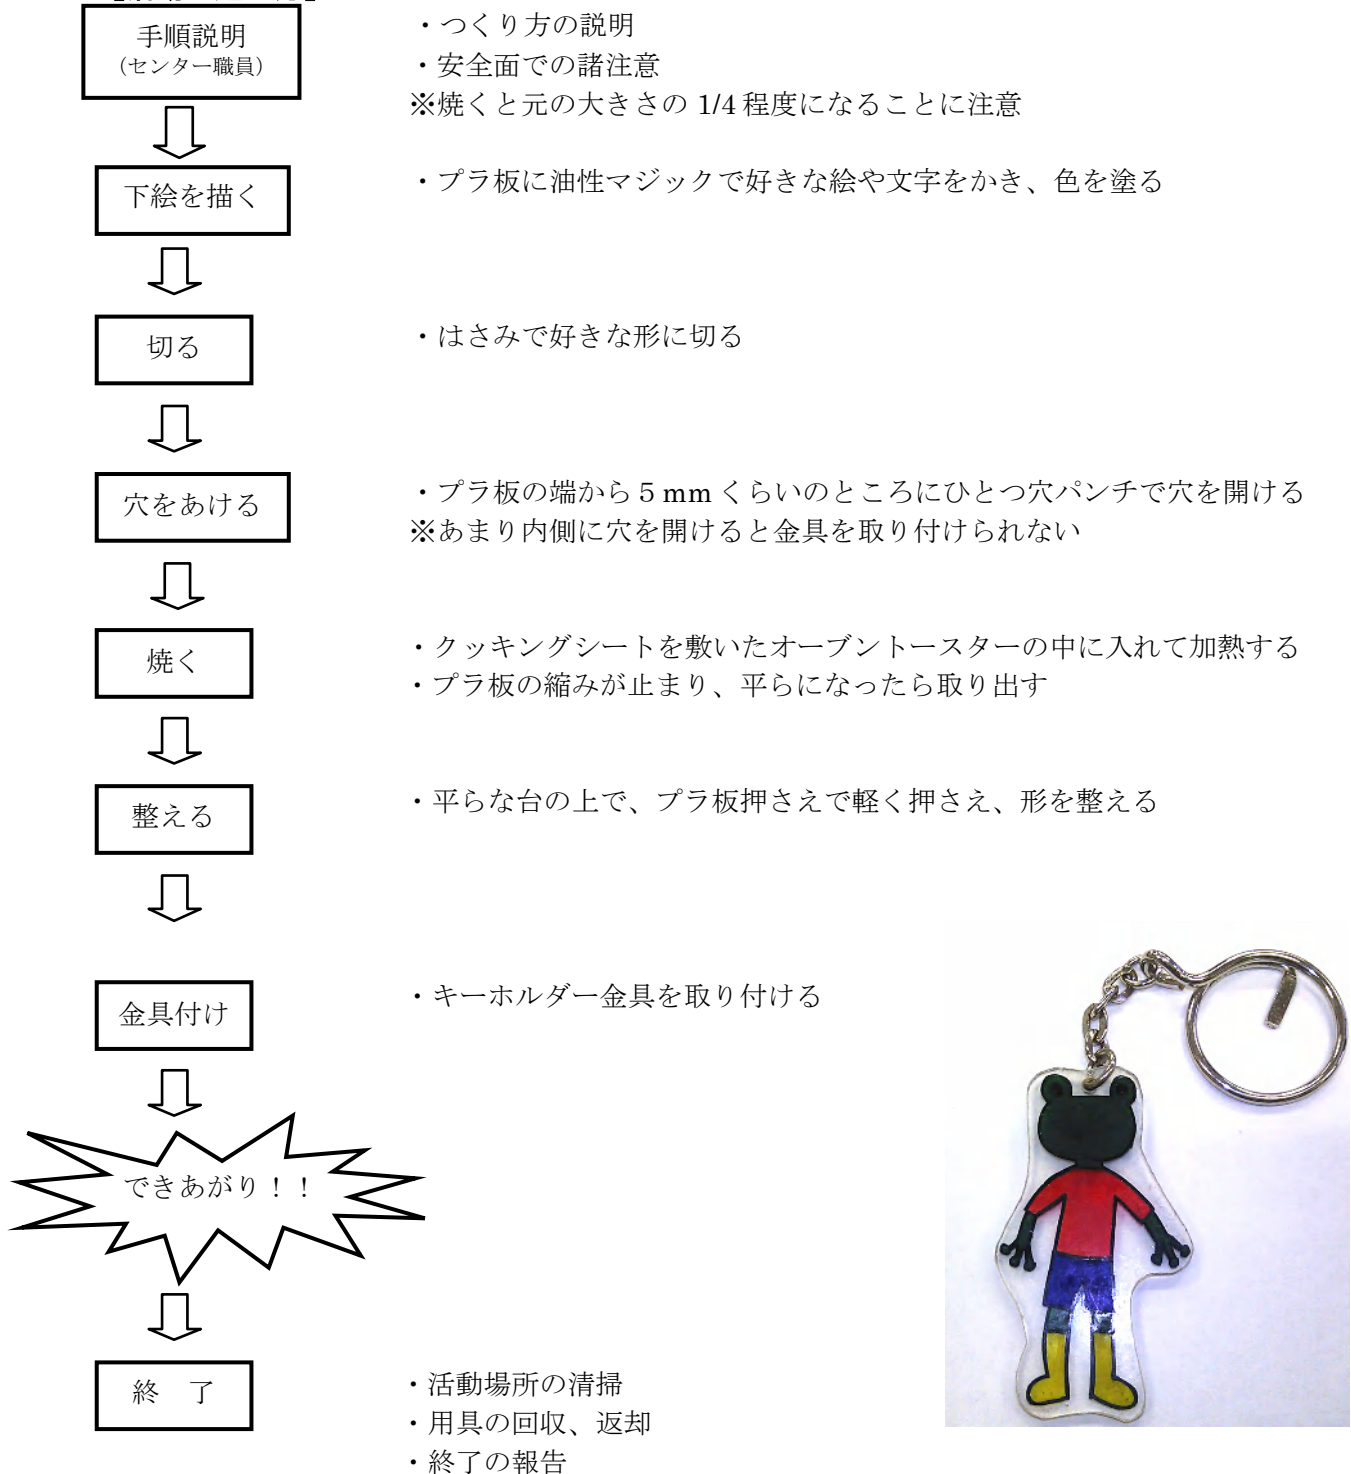 手順説明
（センター職員）
・つくり方の説明
・安全面での諸注意
※焼くと元の大きさの 1/4 程度になることに注意
下絵を描く
・プラ板に油性マジックで好きな絵や文字をかき、色を塗る
切る
・はさみで好きな形に切る
穴をあける
・プラ板の端から５mm くらいのところにひとつ穴パンチで穴を開ける
※あまり内側に穴を開けると金具を取り付けられない
焼く
・クッキングシートを敷いたオーブントースターの中に入れて加熱する
・プラ板の縮みが止まり、平らになったら取り出す
整える
・平らな台の上で、プラ板押さえで軽く押さえ、形を整える
金具付け
・キーホルダー金具を取り付ける
できあがり！！
終　了
・活動場所の清掃
・用具の回収、返却
・終了の報告